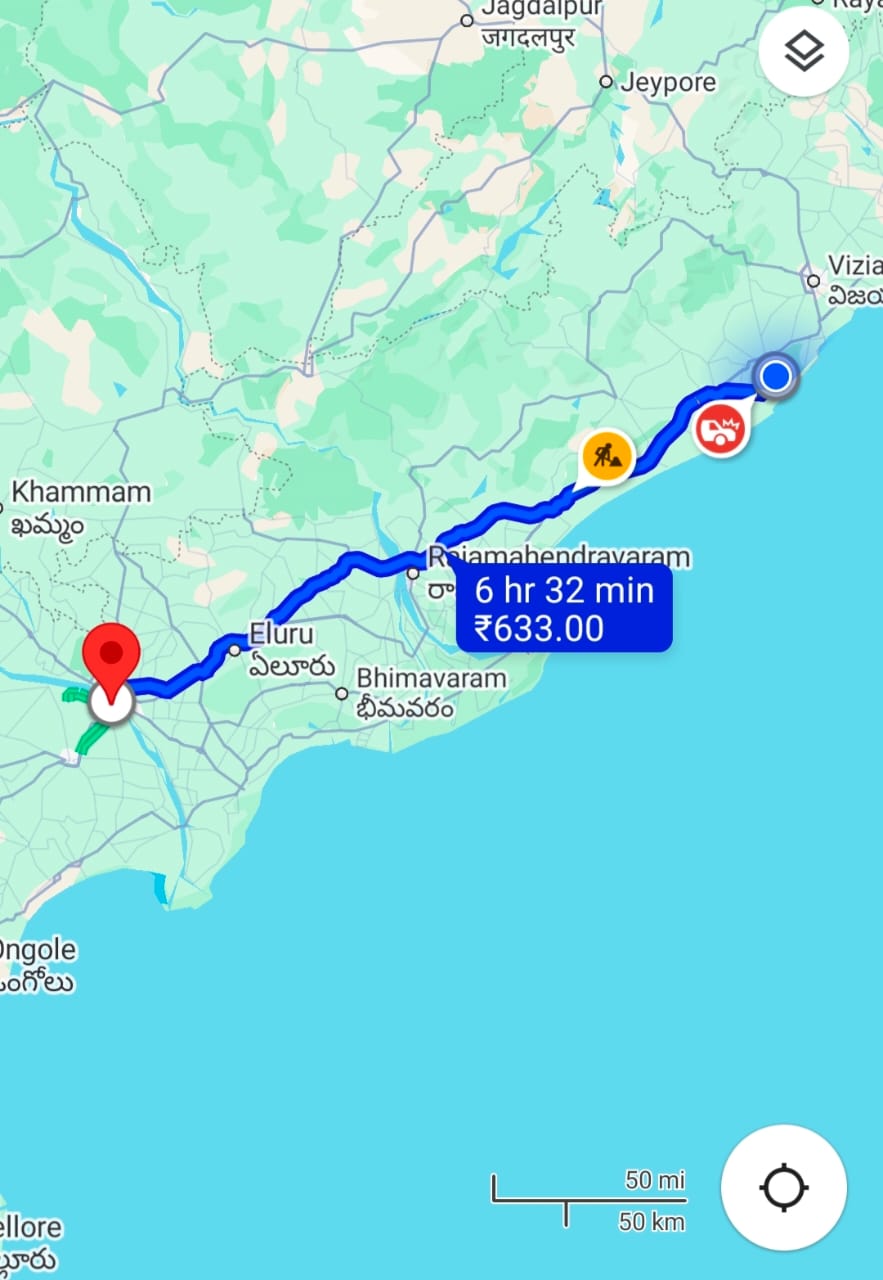 Jagdalpur
जगदलपुर
Jeypore
Vizia
విజయ
Khammam
ఖమ్మం
Rajamahendravaram
రా
6 hr 32 min
₹633.00
Eluru
ఏలూరు
Bhimavaram
భీమవరం
Ongole
ఒంగోలు
50 mi
50 km
ellore
ల్లూరు